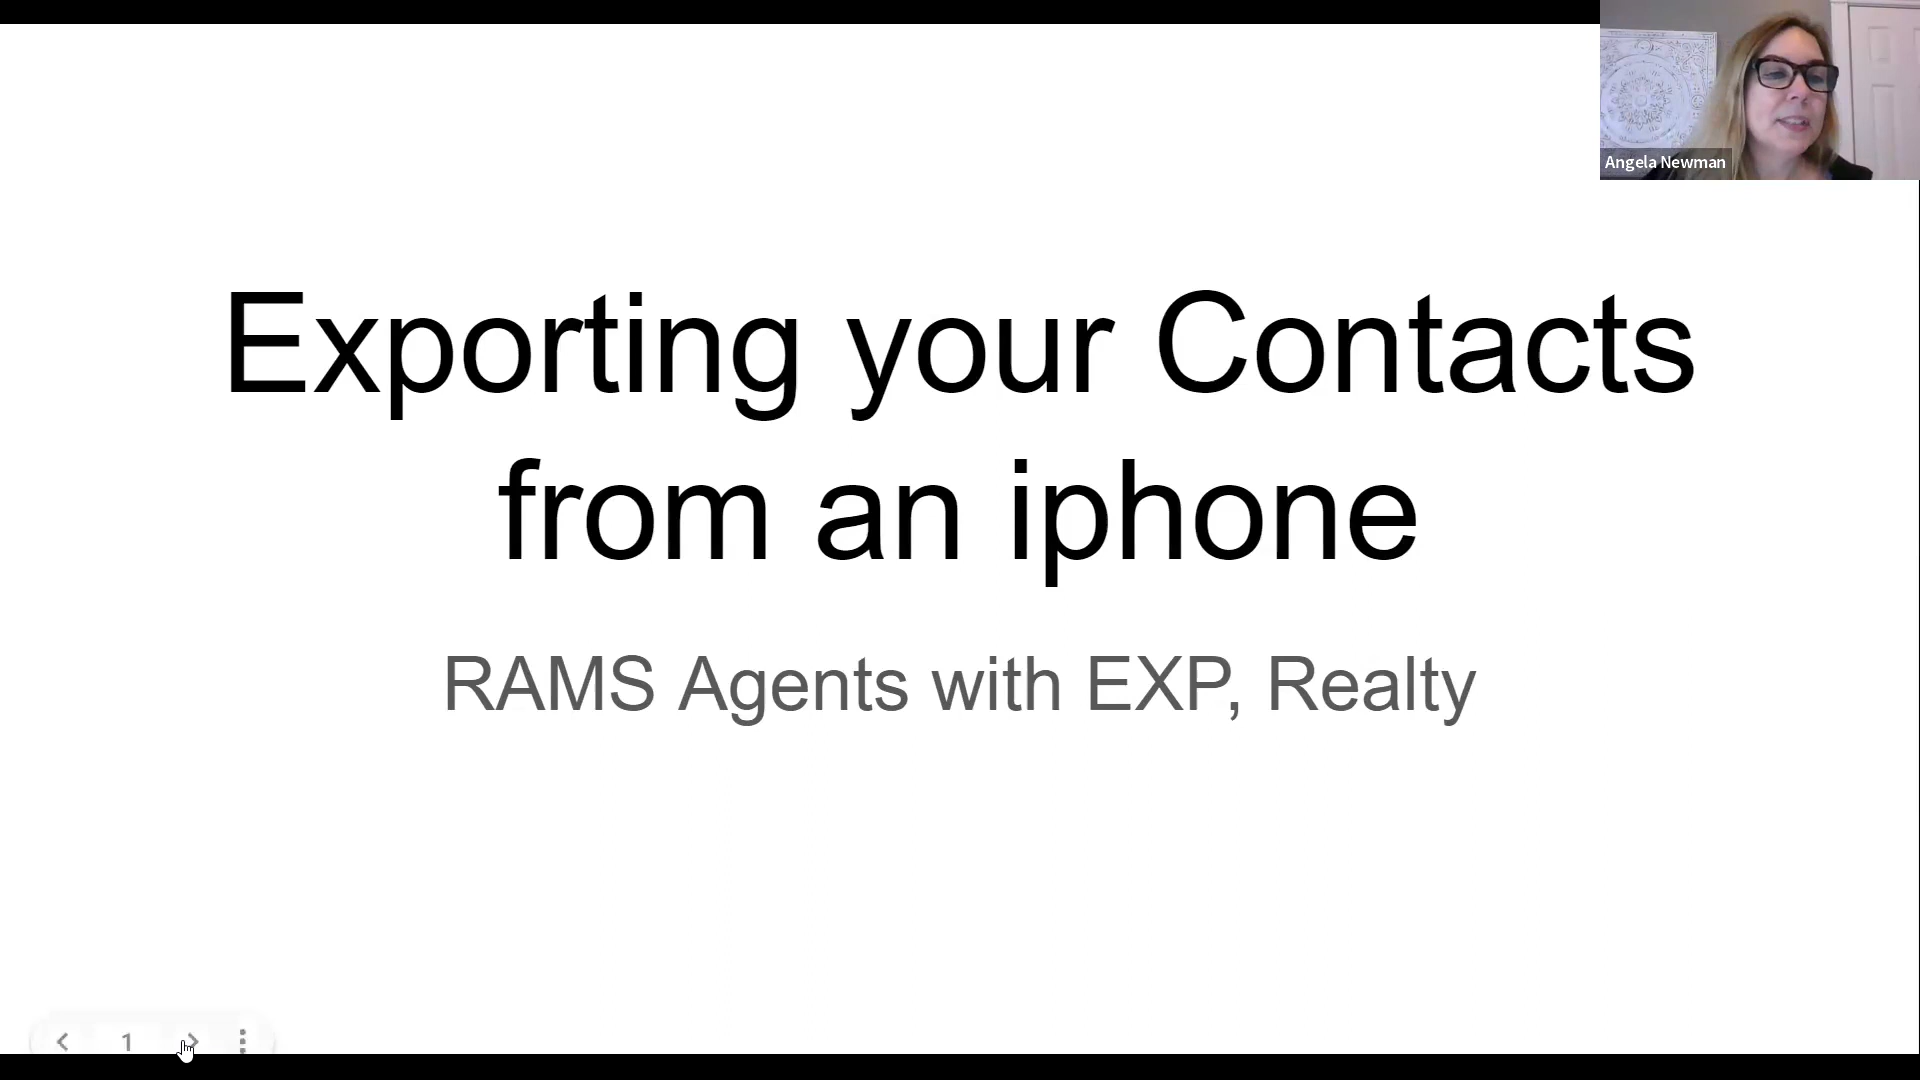 Angela Newman
Exporting your Contacts
from an iphone
RAMS Agents with EXP, Realty
1